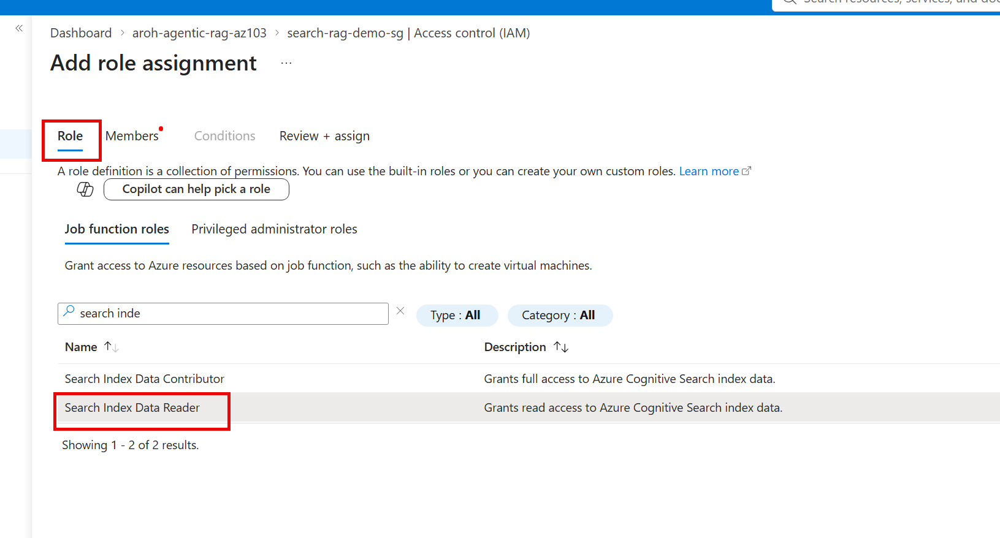 Search resources, services, and doc
Dashboard > aroh-agentic-rag-az103 > search-rag-demo-sg | Access control (IAM)
Add role assignment ...
Role Members Conditions Review + assign
A role definition is a collection of permissions. You can use the built-in roles or you can create your own custom roles. Learn more
Copilot can help pick a role
Job function roles Privileged administrator roles
Grant access to Azure resources based on job function, such as the ability to create virtual machines.
search inde Type : All Category : All
Name Description
Search Index Data Contributor Grants full access to Azure Cognitive Search index data.
Search Index Data Reader Grants read access to Azure Cognitive Search index data.
Showing 1 - 2 of 2 results.